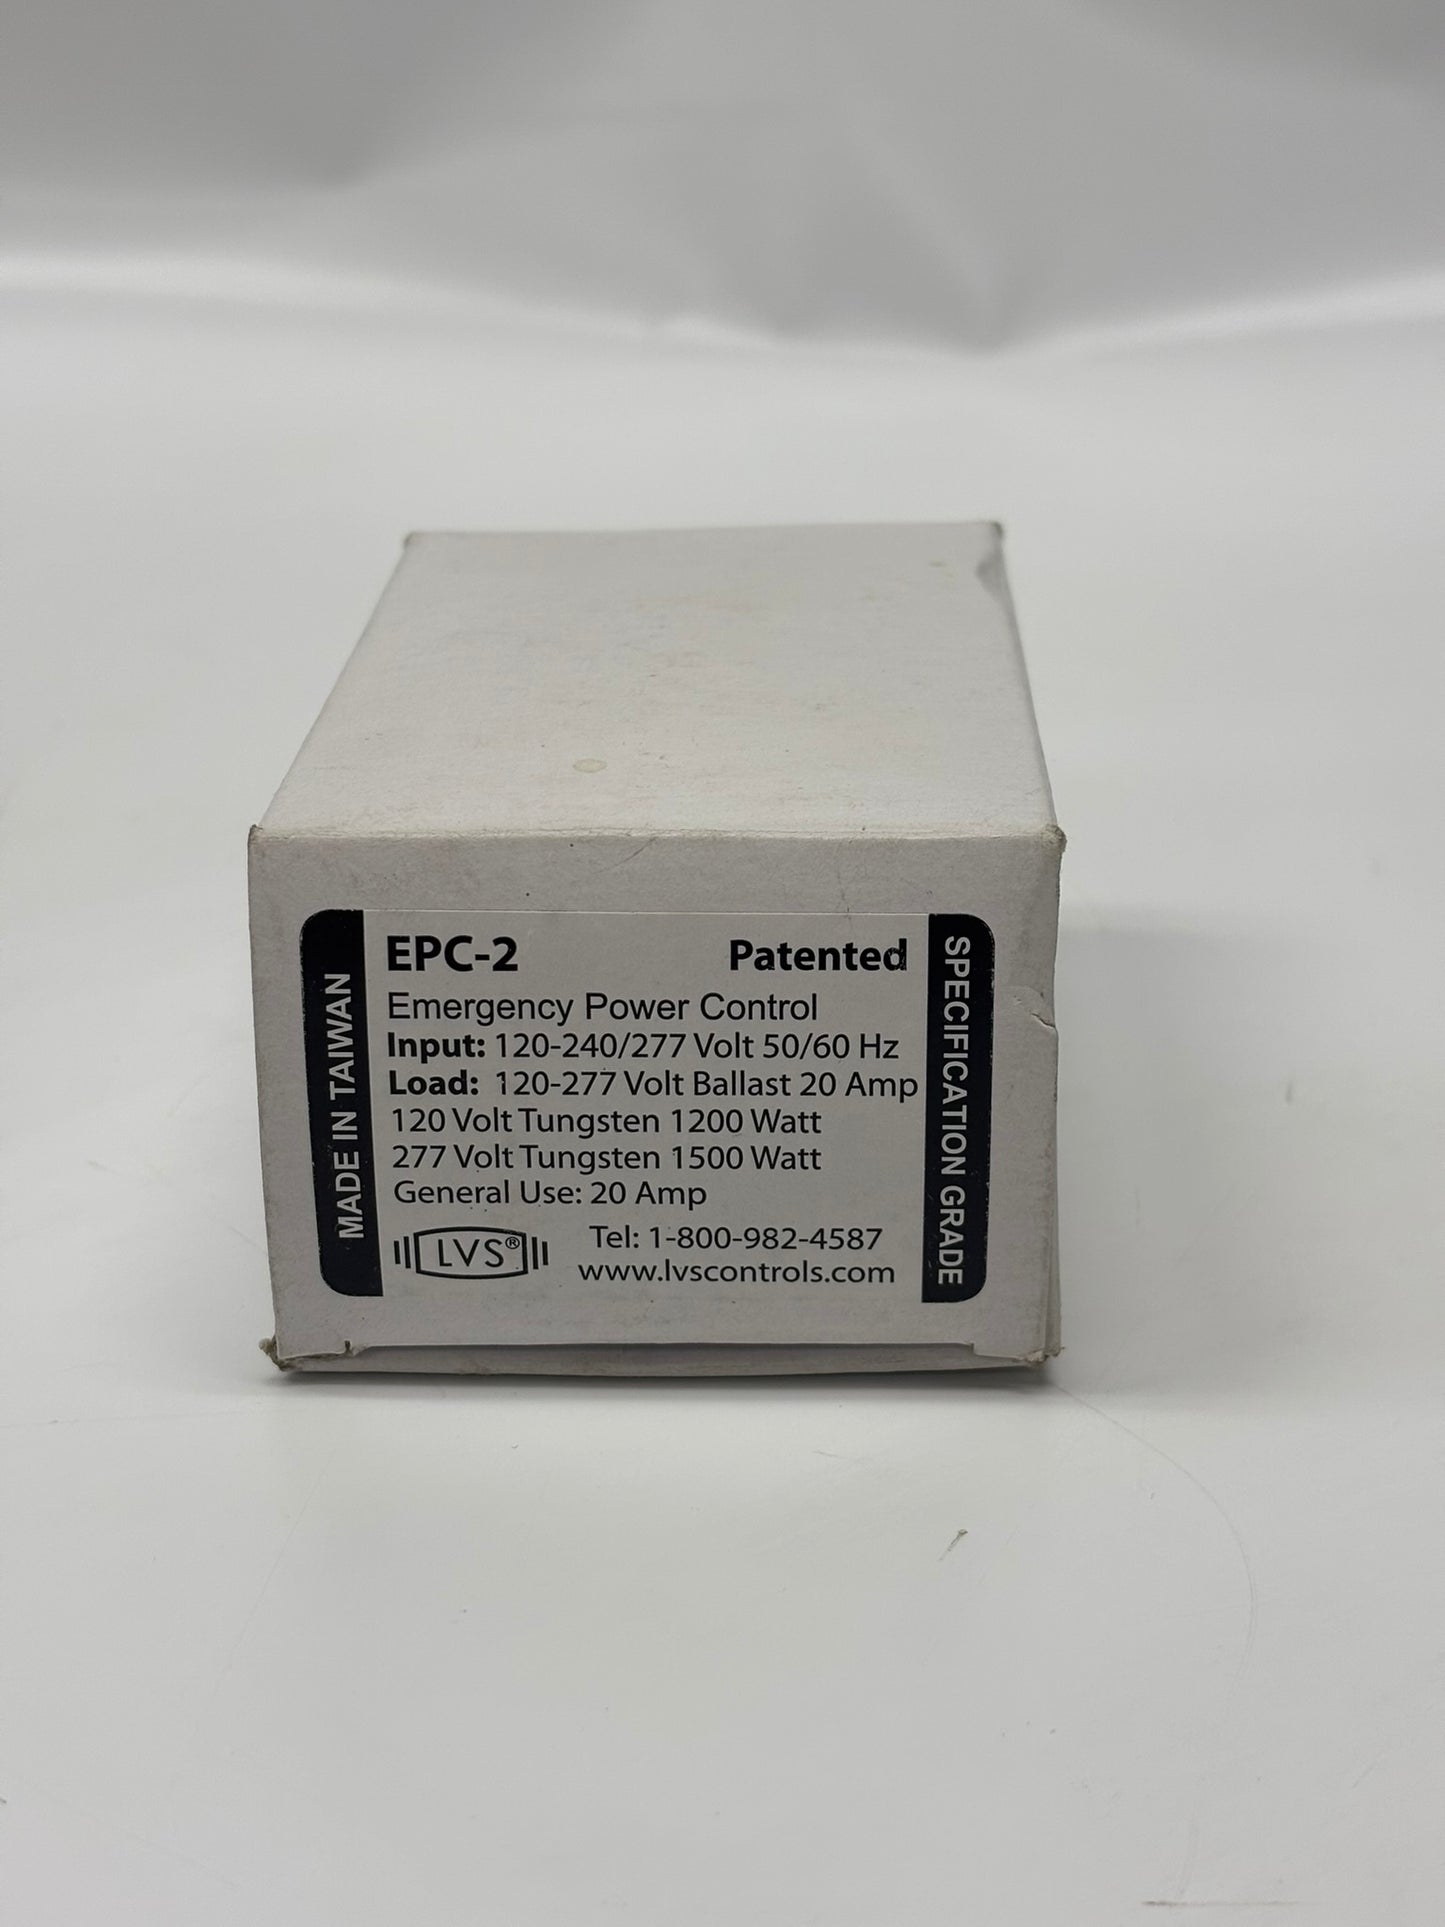 MADE IN TAIWAN
EPC-2 Patented
Emergency Power Control
Input: 120-240/277 Volt 50/60 Hz
Load: 120-277 Volt Ballast 20 Amp
120 Volt Tungsten 1200 Watt
277 Volt Tungsten 1500 Watt
General Use: 20 Amp
LVS®
Tel: 1-800-982-4587
www.lvscontrols.com
SPECIFICATION GRADE